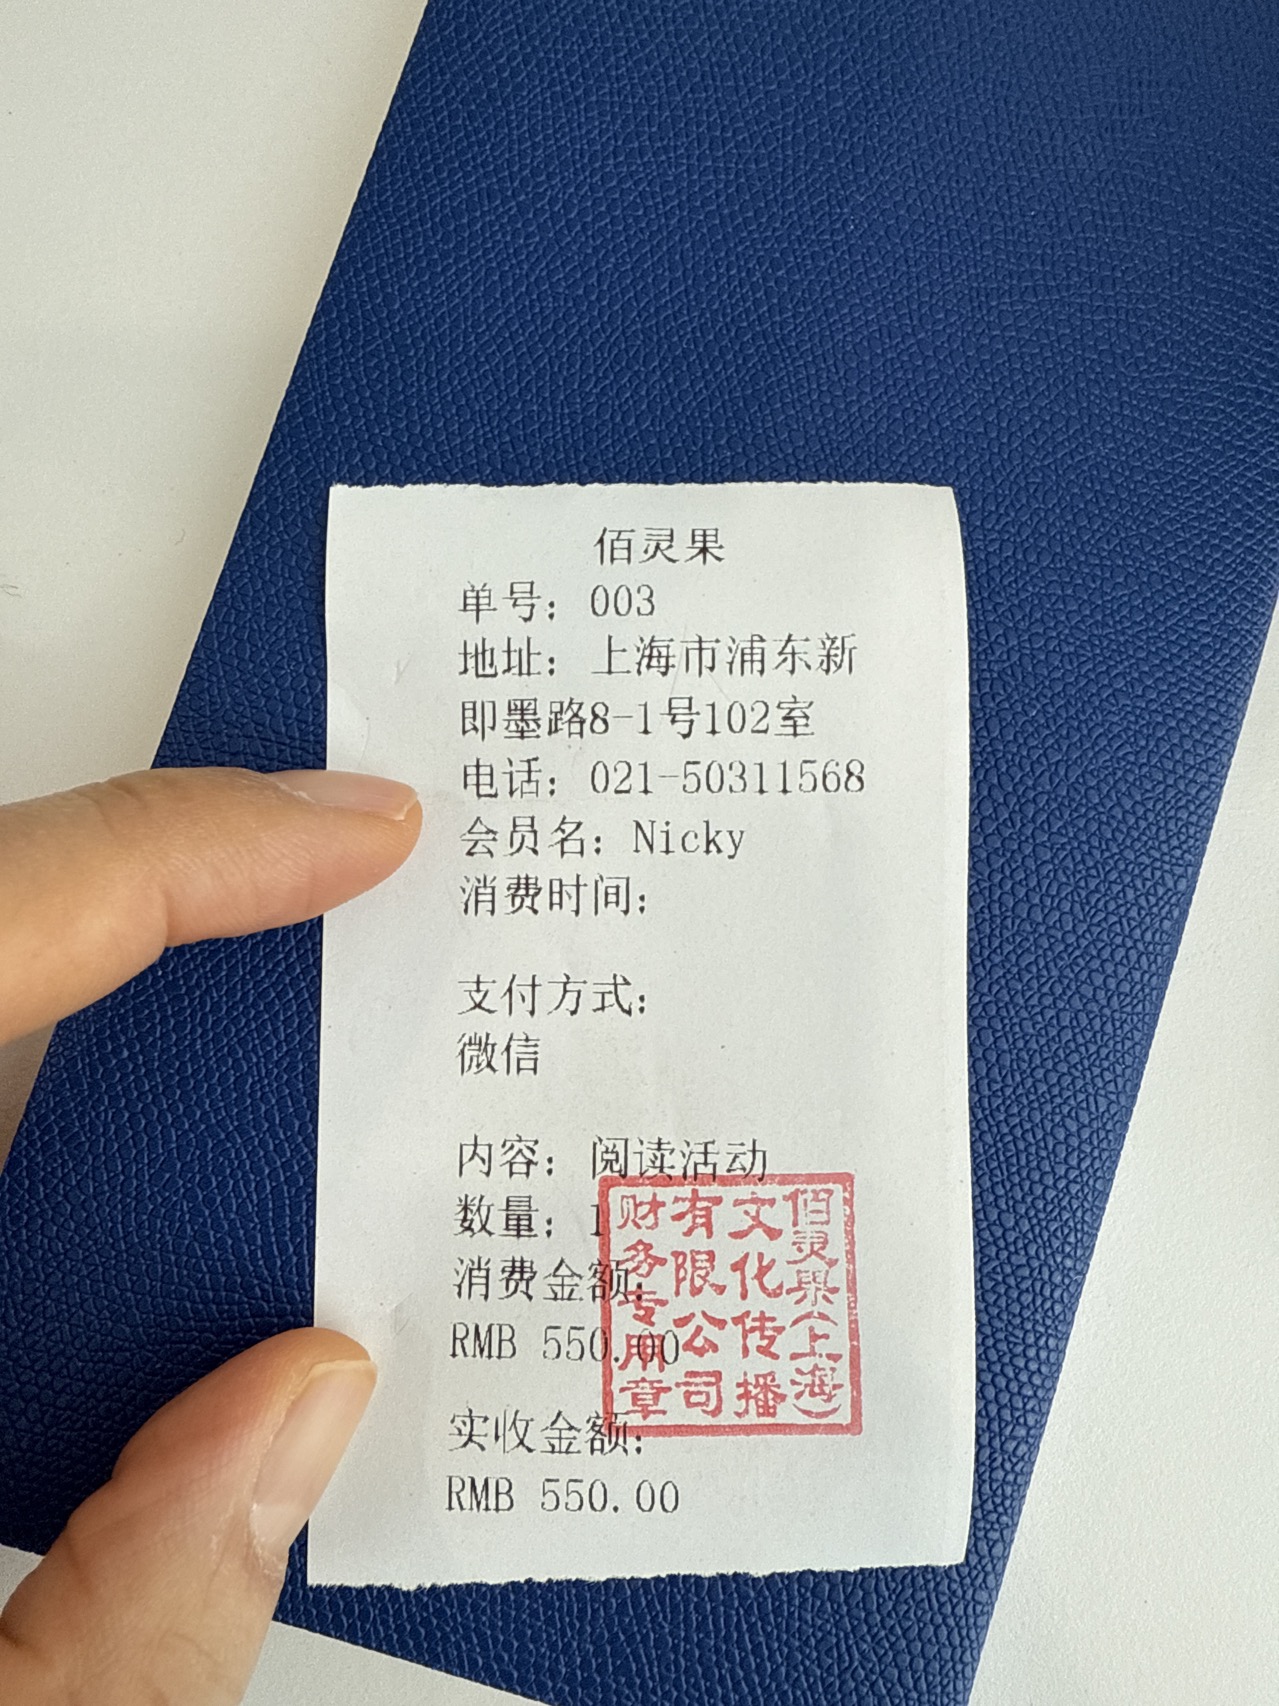 佰灵果
单号：003
地址：上海市浦东新
即墨路8-1号102室
电话：021-50311568
会员名：Nicky
消费时间：
支付方式：
微信
内容：阅读活动
数量：1
消费金额：
RMB 550.00
实收金额：
RMB 550.00
佰灵果（上海）
文化传播
有限公司
财务专用章